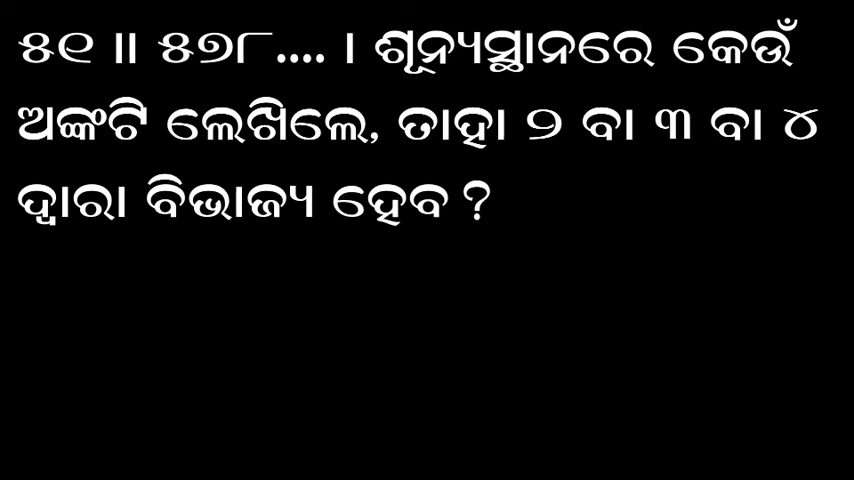 ୫୧ ॥ ୫୭୮.... । ଶୂନ୍ୟସ୍ଥାନରେ କେଉଁ
ଅଙ୍କଟି ଲେଖିଲେ, ତାହା ୨ ବା ୩ ବା ୪
ଦ୍ୱାରା ବିଭାଜ୍ୟ ହେବ ?